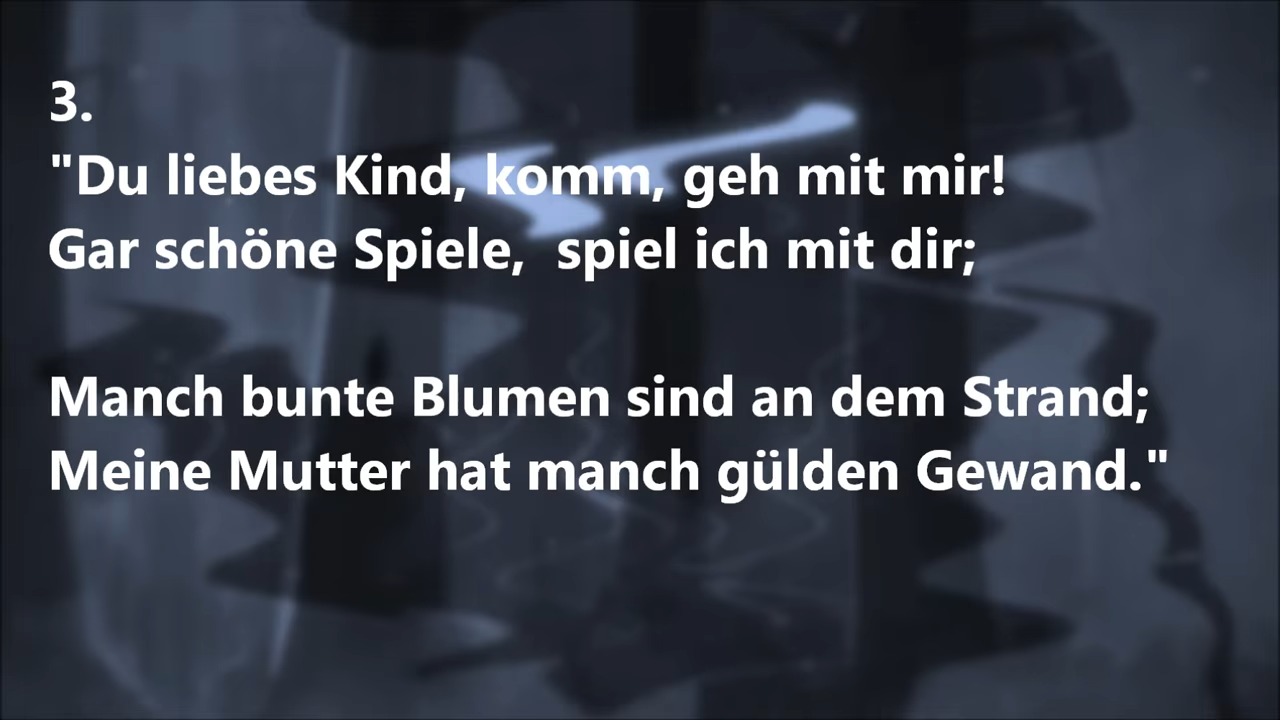 3.
"Du liebes Kind, komm, geh mit mir!
Gar schöne Spiele,  spiel ich mit dir;
Manch bunte Blumen sind an dem Strand;
Meine Mutter hat manch gülden Gewand."